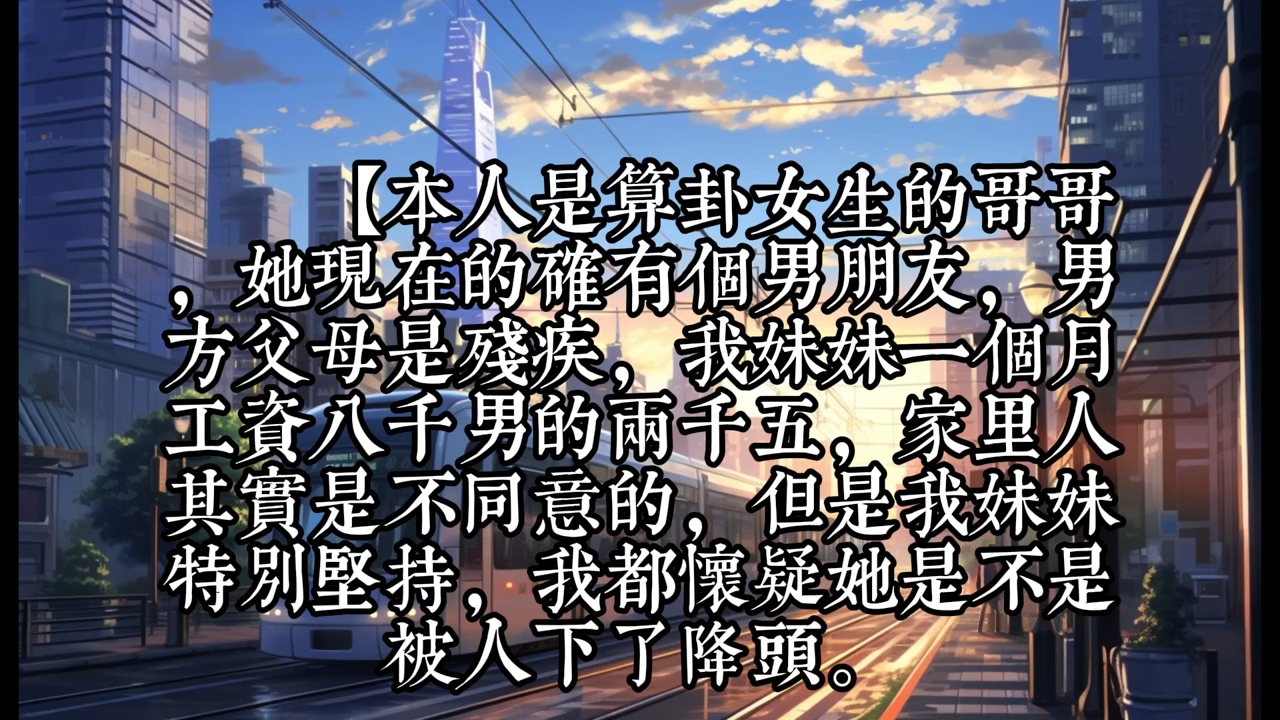 【本人是算卦女生的哥哥
，她現在的確有個男朋友，男
方父母是殘疾，我妹妹一個月
工資八千男的兩千五，家里人
其實是不同意的，但是我妹妹
特別堅持，我都懷疑她是不是
被人下了降頭。